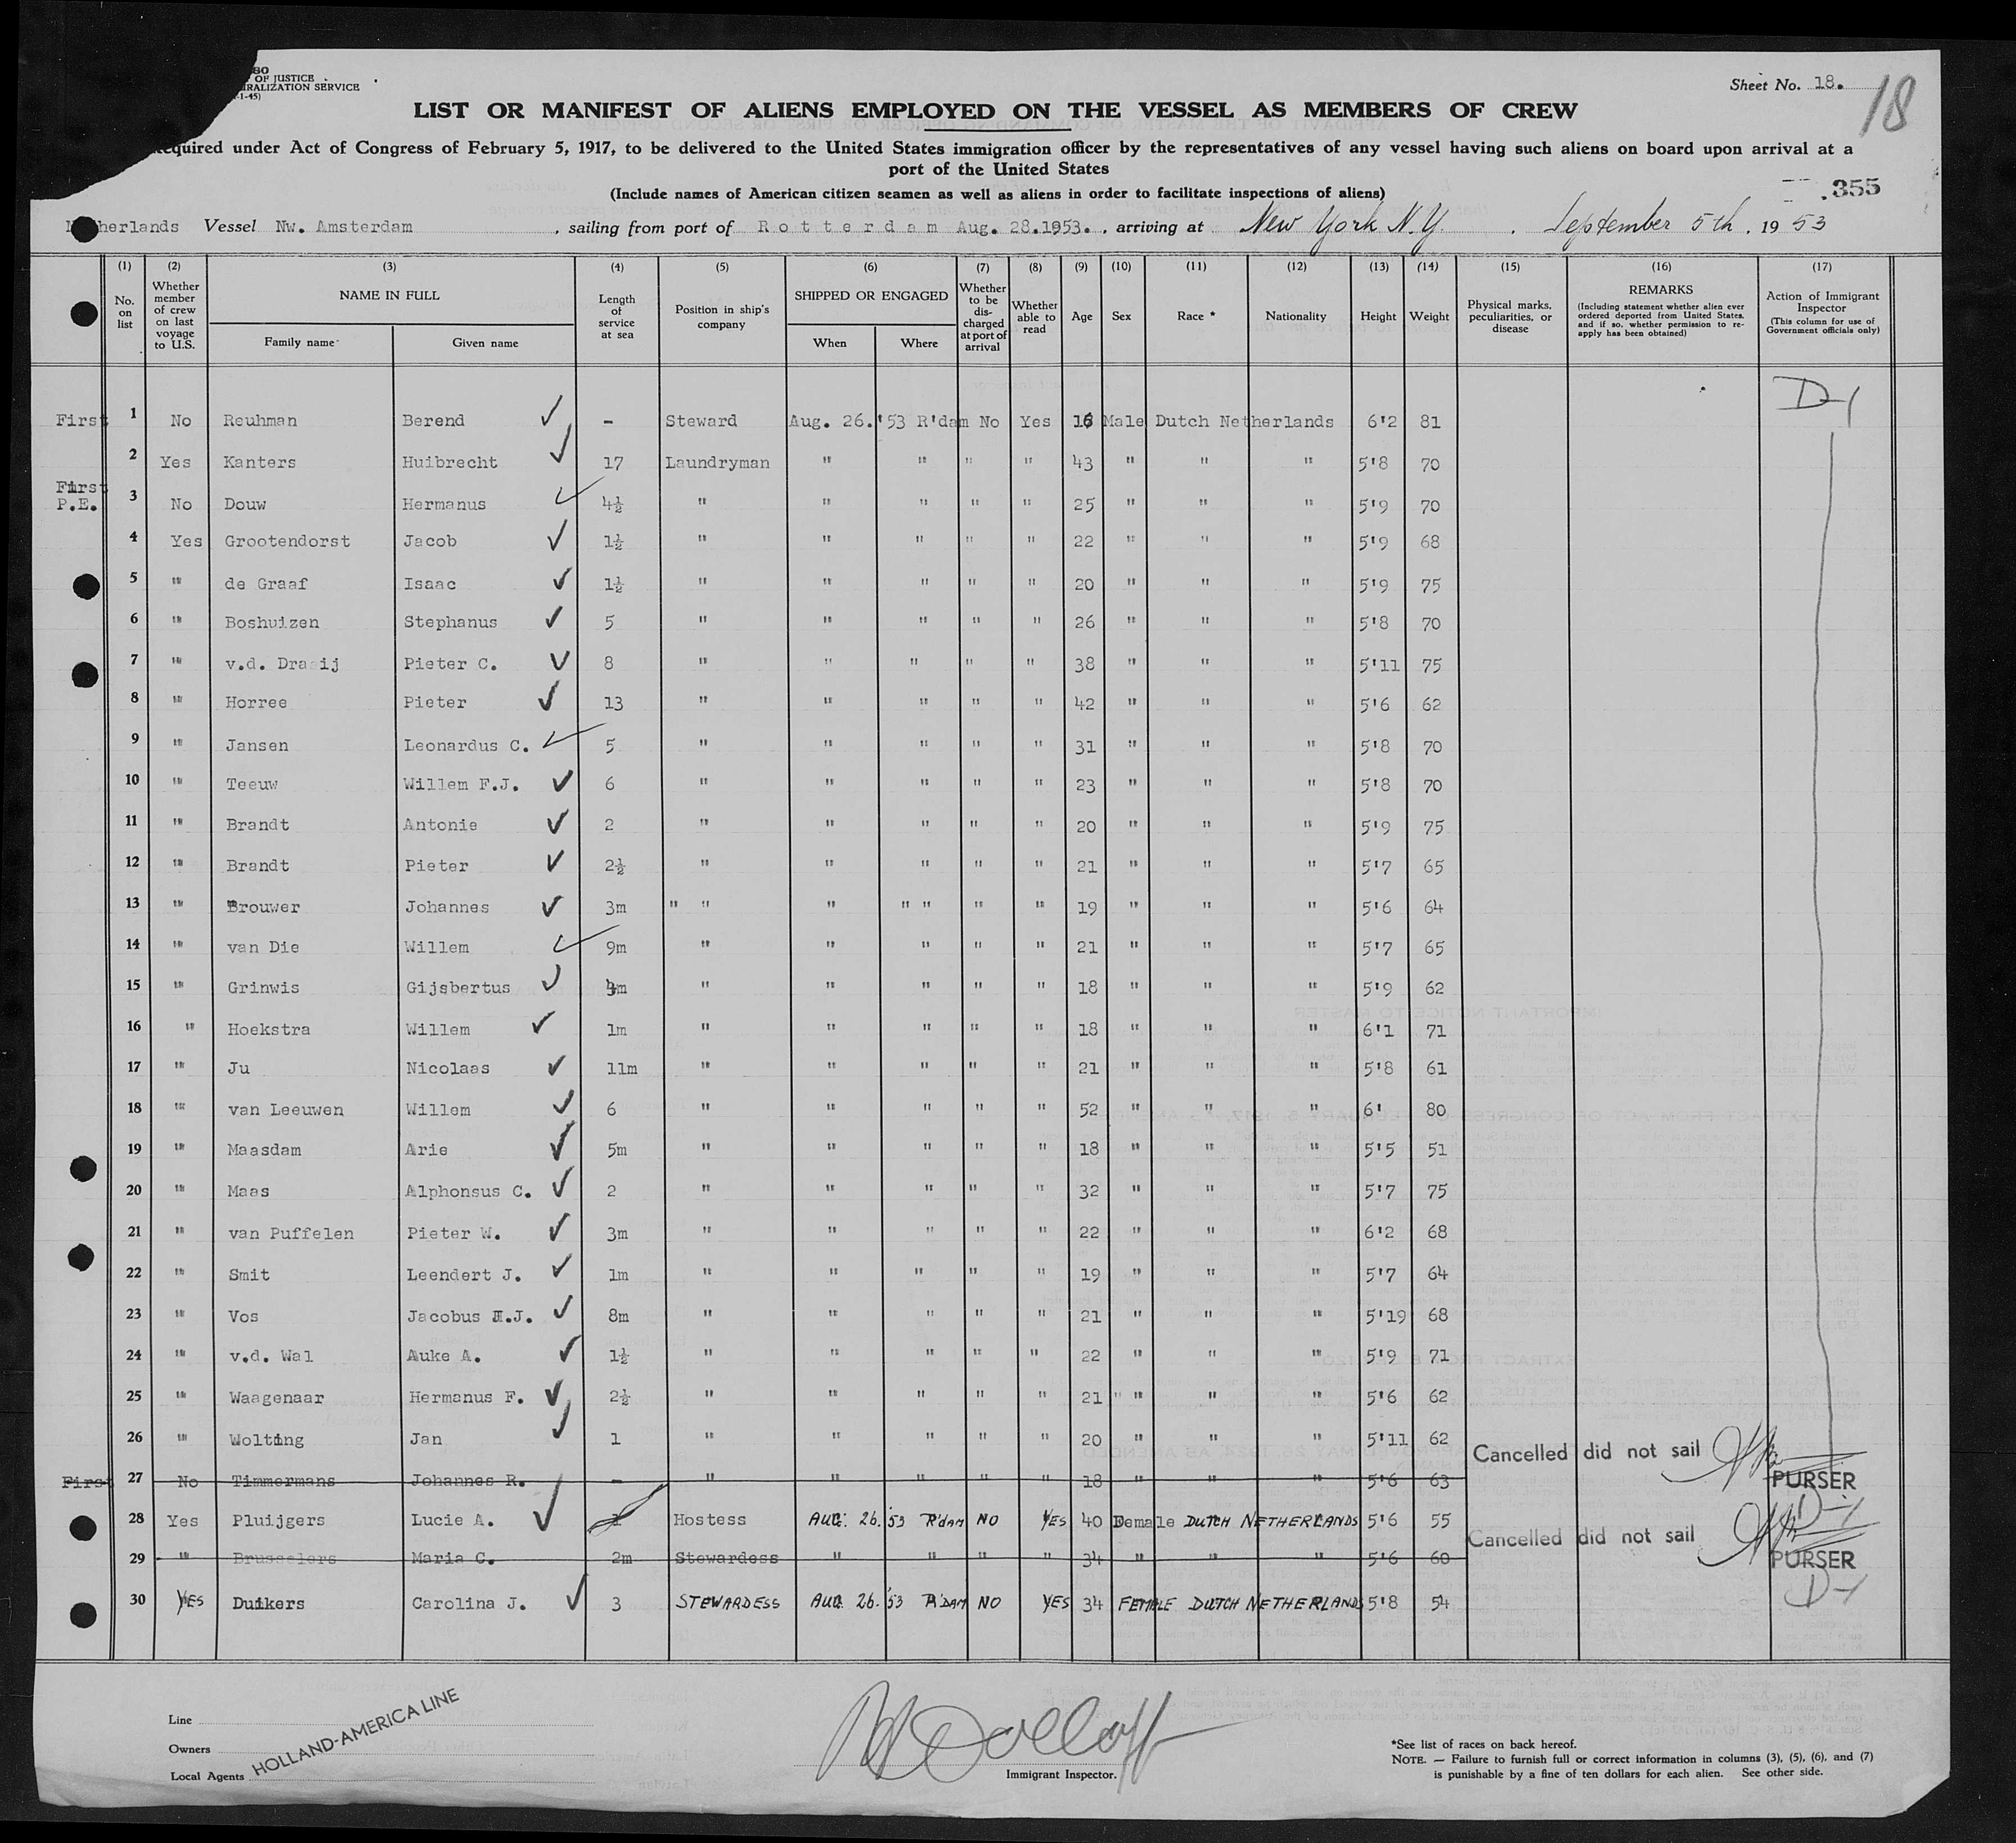 80
OF JUSTICE
RALIZATION SERVICE
-1-45)
Sheet No. 18.
18
LIST OR MANIFEST OF ALIENS EMPLOYED ON THE VESSEL AS MEMBERS OF CREW
equired under Act of Congress of February 5, 1917, to be delivered to the United States immigration officer by the representatives of any vessel having such aliens on board upon arrival at a
port of the United States
(Include names of American citizen seamen as well as aliens in order to facilitate inspections of aliens)
355
Netherlands Vessel Nw. Amsterdam, sailing from port of Rotterdam Aug. 28.1953., arriving at New York N.Y. September 5th, 1953
(1) (2) (3) (4) (5) (6) (7) (8) (9) (10) (11) (12) (13) (14) (15) (16) (17)
No. on list Whether member of crew on last voyage to U.S. NAME IN FULL Family name Given name Length of service at sea Position in ship's company SHIPPED OR ENGAGED When Where Whether to be discharged at port of arrival Whether able to read Age Sex Race * Nationality Height Weight Physical marks, peculiarities, or disease REMARKS (Including statement whether alien ever ordered deported from United States, and if so, whether permission to reapply has been obtained) Action of Immigrant Inspector (This column for use of Government officials only)
D-1
First 1 No Reuhman Berend - Steward Aug. 26.'53 R'dam No Yes 16 Male Dutch Netherlands 6'2 81
2 Yes Kanters Huibrecht 17 Laundryman " " " " 43 " " " 5'8 70
First P.E. 3 No Douw Hermanus 4½ " " " " " 25 " " " 5'9 70
4 Yes Grootendorst Jacob 1½ " " " " " 22 " " " 5'9 68
5 " de Graaf Isaac 1½ " " " " " 20 " " " 5'9 75
6 " Boshuizen Stephanus 5 " " " " " 26 " " " 5'8 70
7 " v.d. Draaij Pieter C. 8 " " " " " 38 " " " 5'11 75
8 " Horree Pieter 13 " " " " " 42 " " " 5'6 62
9 " Jansen Leonardus C. 5 " " " " " 31 " " " 5'8 70
10 " Teeuw Willem F.J. 6 " " " " " 23 " " " 5'8 70
11 " Brandt Antonie 2 " " " " " 20 " " " 5'9 75
12 " Brandt Pieter 2½ " " " " " 21 " " " 5'7 65
13 " Brouwer Johannes 3m " " " " " " " 19 " " " 5'6 64
14 " van Die Willem 9m " " " " " 21 " " " 5'7 65
15 " Grinwis Gijsbertus m " " " " " 18 " " " 5'9 62
16 " Hoekstra Willem 1m " " " " " 18 " " " 6'1 71
17 " Ju Nicolaas 11m " " " " " 21 " " " 5'8 61
18 " van Leeuwen Willem 6 " " " " " 52 " " " 6' 80
19 " Maasdam Arie 5m " " " " " 18 " " " 5'5 51
20 " Maas Alphonsus C. 2 " " " " " 32 " " " 5'7 75
21 " van Puffelen Pieter W. 3m " " " " " 22 " " " 6'2 68
22 " Smit Leendert J. 1m " " " " " 19 " " " 5'7 64
23 " Vos Jacobus .J. 8m " " " " " 21 " " " 5'19 68
24 " v.d. Wal Auke A. 1½ " " " " " 22 " " " 5'9 71
25 " Waagenaar Hermanus F. 2½ " " " " " 21 " " " " 5'6 62
26 " Wolting Jan 1 " " " " " 20 " " " 5'11 62
Cancelled did not sail
First 27 No Timmermans Johannes R. - " " " " " 18 " " " 5'6 63 PURSER
28 Yes Pluijgers Lucie A. Hostess AUG. 26.'53 R'DAM NO YES 40 Female DUTCH NETHERLANDS 5'6 55 D-1
Cancelled did not sail
29 " Brusselers Maria C. 2m Stewardess " " " " 34 " " " 5'6 60 PURSER
30 YES Duikers Carolina J. 3 STEWARDESS AUG. 26.'53 R'DAM NO YES 34 FEMALE DUTCH NETHERLANDS 5'8 54 D-1
Line
Owners
Local Agents
HOLLAND-AMERICA LINE
Immigrant Inspector.
*See list of races on back hereof.
NOTE. — Failure to furnish full or correct information in columns (3), (5), (6), and (7)
is punishable by a fine of ten dollars for each alien. See other side.